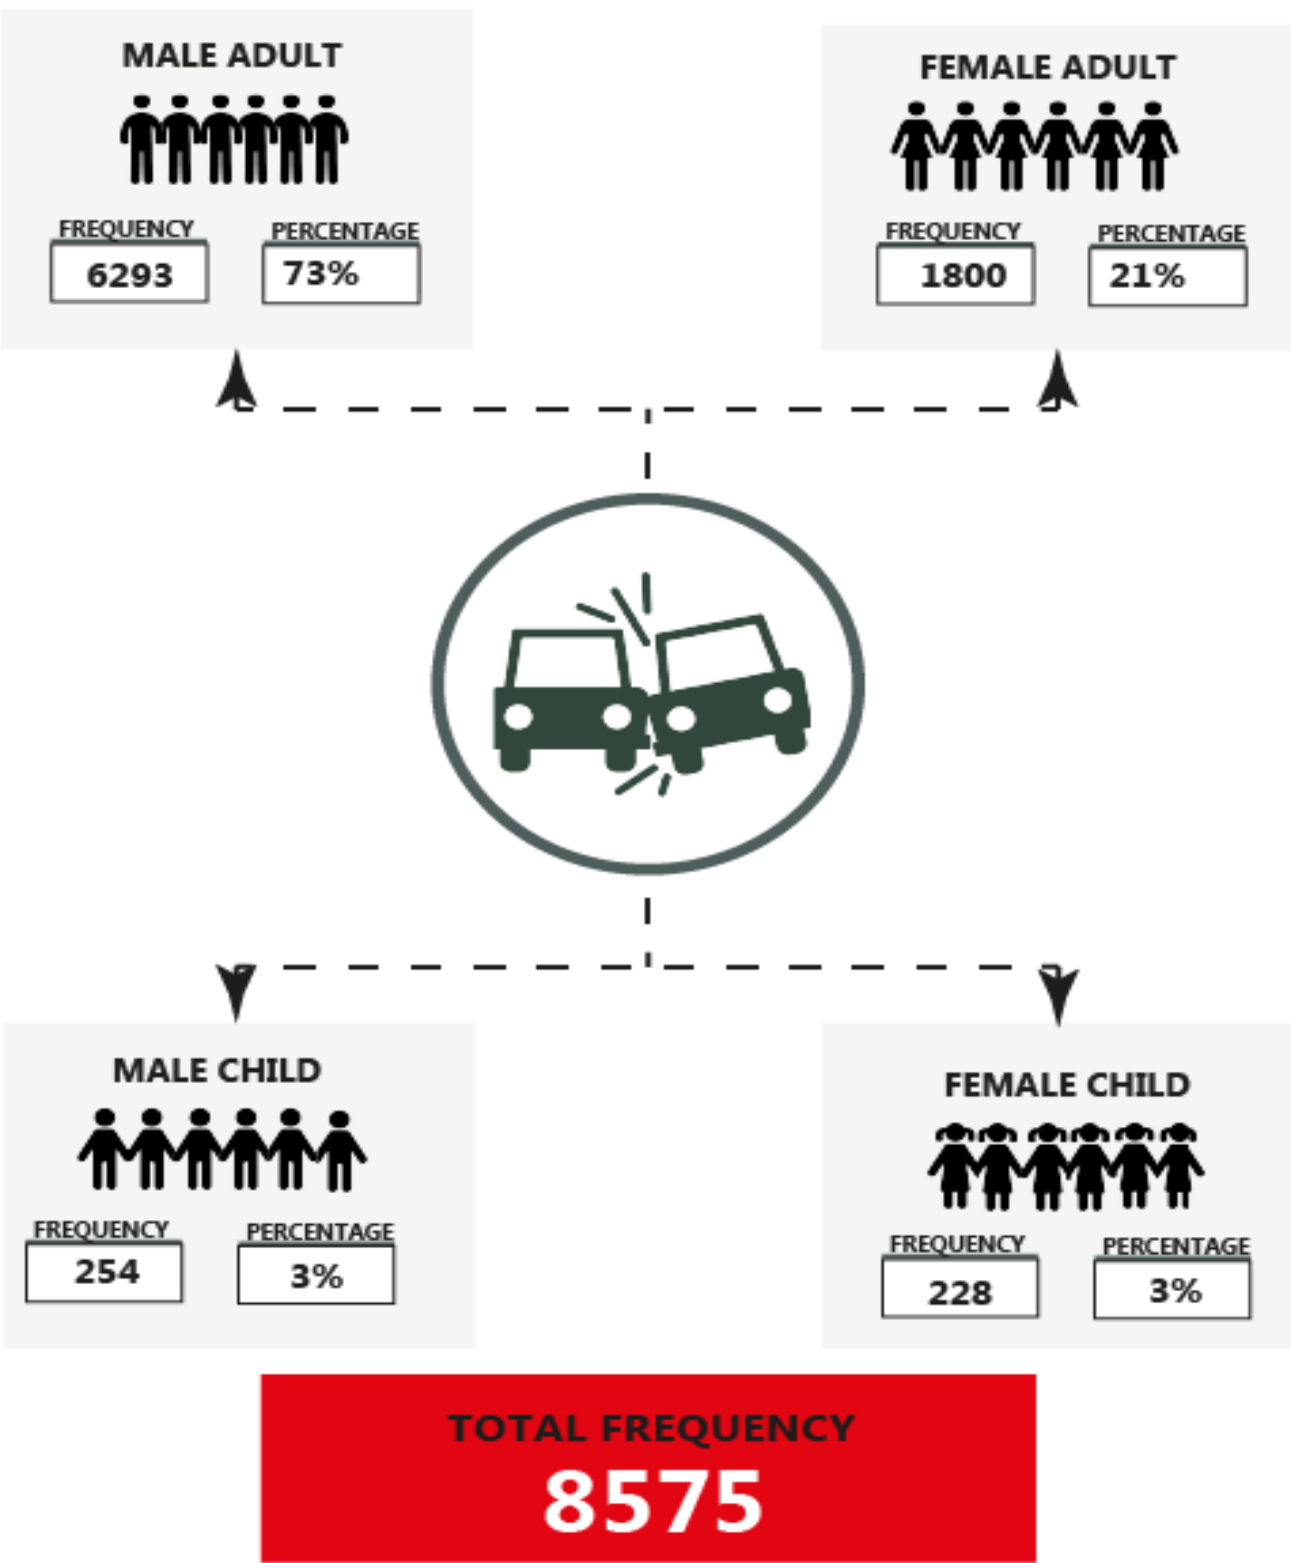 MALE ADULT
FREQUENCY
PERCENTAGE
6293
73%
FEMALE ADULT
FREQUENCY
PERCENTAGE
1800
21%
MALE CHILD
FREQUENCY
PERCENTAGE
254
3%
FEMALE CHILD
FREQUENCY
PERCENTAGE
228
3%
TOTAL FREQUENCY
8575